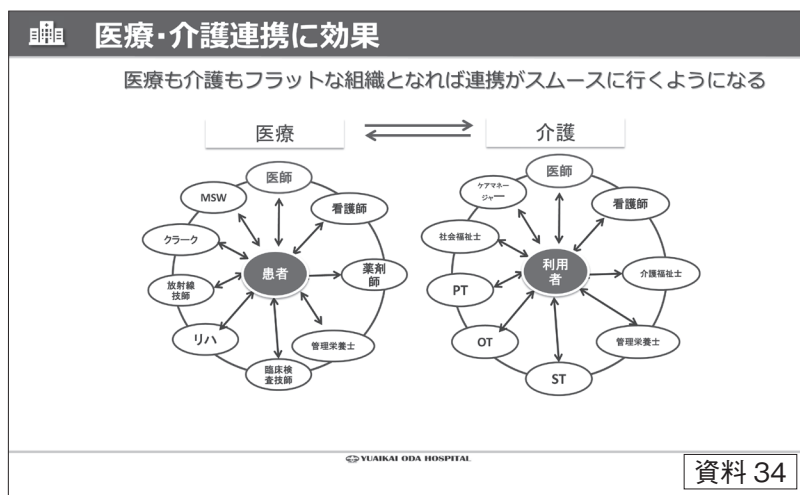 医療・介護連携に効果
医療も介護もフラットな組織となれば連携がスムースに行くようになる
医療
介護
医師
看護師
薬剤
師
管理栄養士
臨床検
査技師
リハ
放射線
技師
クラーク
MSW
患者
医師
看護師
介護福祉士
管理栄養士
ST
OT
PT
社会福祉士
ケアマネー
ジャー
利用
者
YUAIKAI ODA HOSPITAL
資料 34